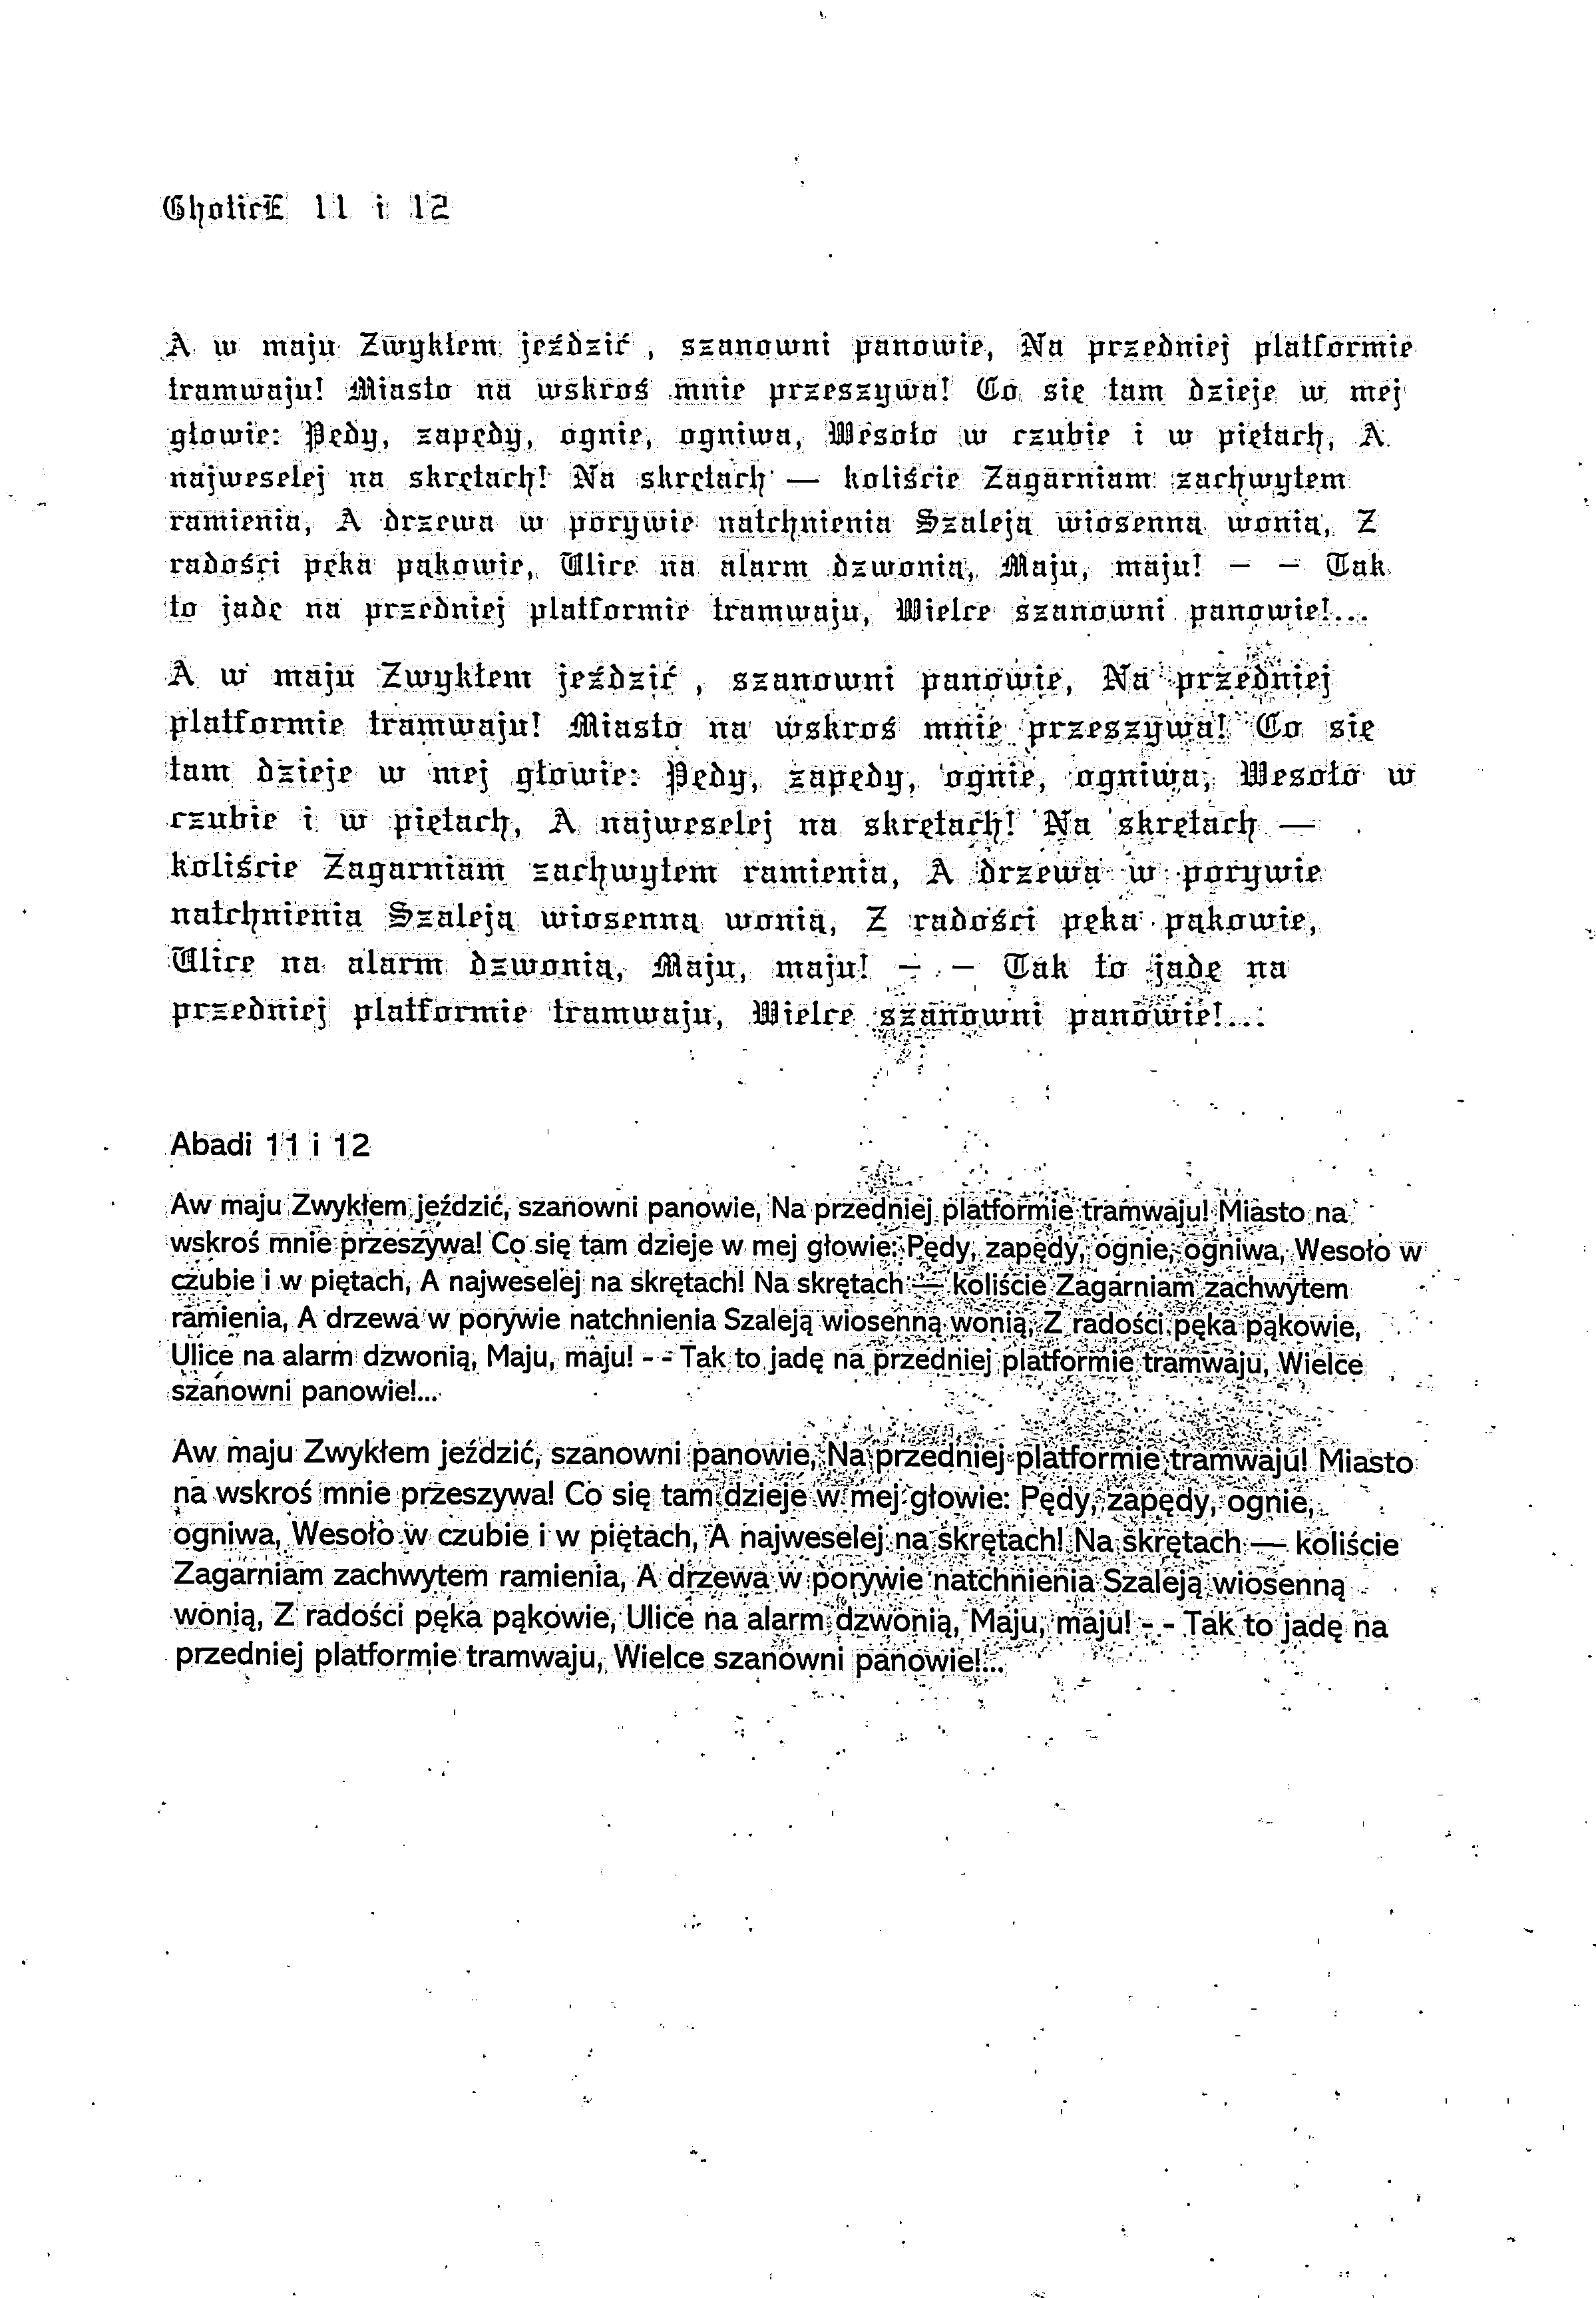 GhoticE 11 i 12
A w maju Zwykłem jeździć , szanowni panowie, Na przedniej platformie
tramwaju! Miasto na wskroś mnie przeszywa! Co się tam dzieje w mej
głowie: Pędy, zapędy, ognie, ogniwa, Wesoło w czubie i w piętach, A
najweselej na skrętach! Na skrętach — koliście Zagarniam zachwytem
ramienia, A drzewa w porywie natchnienia Szaleją wiosenną wonią, Z
radości pęka pąkowie, Ulice na alarm dzwonią, Maju, maju! – – Tak
to jadę na przedniej platformie tramwaju, Wielce szanowni panowie!...
A w maju Zwykłem jeździć , szanowni panowie, Na przedniej
platformie tramwaju! Miasto na wskroś mnie przeszywa! Co się
tam dzieje w mej głowie: Pędy, zapędy, ognie, ogniwa, Wesoło w
czubie i w piętach, A najweselej na skrętach! Na skrętach —
koliście Zagarniam zachwytem ramienia, A drzewa w porywie
natchnienia Szaleją wiosenną wonią, Z radości pęka pąkowie,
Ulice na alarm dzwonią, Maju, maju! – – Tak to jadę na
przedniej platformie tramwaju, Wielce szanowni panowie!...
Abadi 11 i 12
Aw maju Zwykłem jeździć, szanowni panowie, Na przedniej platformie tramwaju! Miasto na
wskroś mnie przeszywa! Co się tam dzieje w mej głowie: Pędy, zapędy, ognie, ogniwa, Wesoło w
czubie i w piętach, A najweselej na skrętach! Na skrętach — koliście Zagarniam zachwytem
ramienia, A drzewa w porywie natchnienia Szaleją wiosenną wonią, Z radości pęka pąkowie,
Ulice na alarm dzwonią, Maju, maju! - - Tak to jadę na przedniej platformie tramwaju, Wielce
szanowni panowie!...
Aw maju Zwykłem jeździć, szanowni panowie, Na przedniej platformie tramwaju! Miasto
na wskroś mnie przeszywa! Co się tam dzieje w mej głowie: Pędy, zapędy, ognie,
ogniwa, Wesoło w czubie i w piętach, A najweselej na skrętach! Na skrętach — koliście
Zagarniam zachwytem ramienia, A drzewa w porywie natchnienia Szaleją wiosenną
wonią, Z radości pęka pąkowie, Ulice na alarm dzwonią, Maju, maju! - - Tak to jadę na
przedniej platformie tramwaju, Wielce szanowni panowie!...